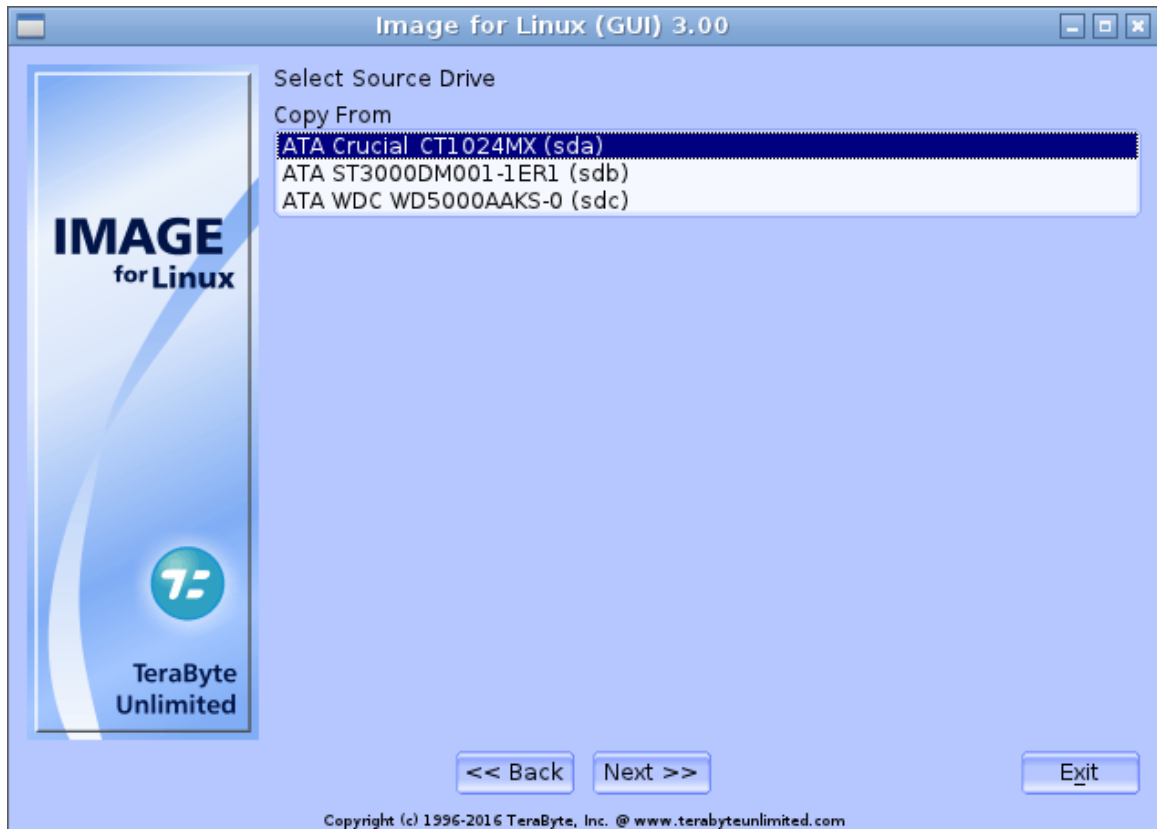 Image for Linux (GUI) 3.00
IMAGE
for Linux
TeraByte
Unlimited
Select Source Drive
Copy From
ATA Crucial_CT1024MX (sda)
ATA ST3000DM001-1ER1 (sdb)
ATA WDC WD5000AAKS-0 (sdc)
<< Back
Next >>
Exit
Copyright (c) 1996-2016 TeraByte, Inc. @ www.terabyteunlimited.com